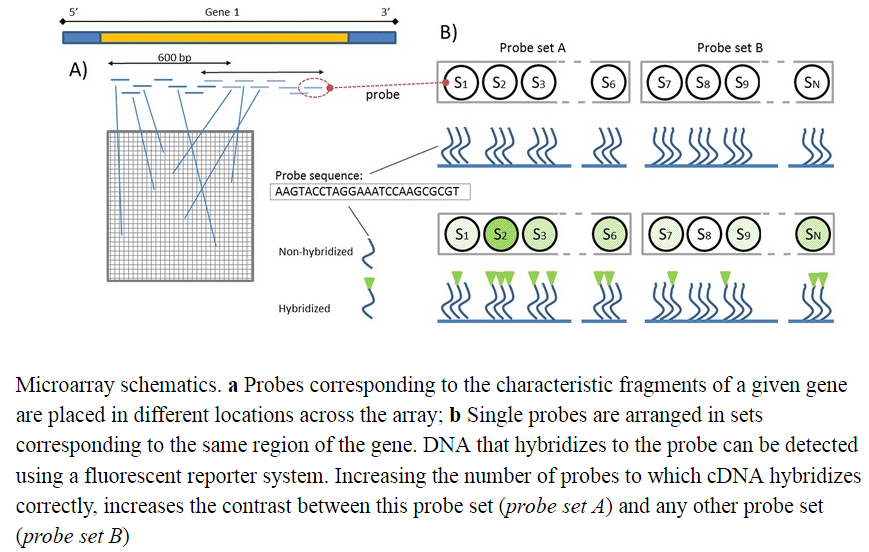 5’ Gene 1 3’
A) 600 bp
probe
B)
Probe set A Probe set B
S1 S2 S3 S6 S7 S8 S9 SN
Probe sequence:
AAGTACCTAGGAAATCCAAGCGCGT
S1 S2 S3 S6 S7 S8 S9 SN
Non-hybridized
Hybridized
Microarray schematics. a Probes corresponding to the characteristic fragments of a given gene
are placed in different locations across the array; b Single probes are arranged in sets
corresponding to the same region of the gene. DNA that hybridizes to the probe can be detected
using a fluorescent reporter system. Increasing the number of probes to which cDNA hybridizes
correctly, increases the contrast between this probe set (probe set A) and any other probe set
(probe set B)